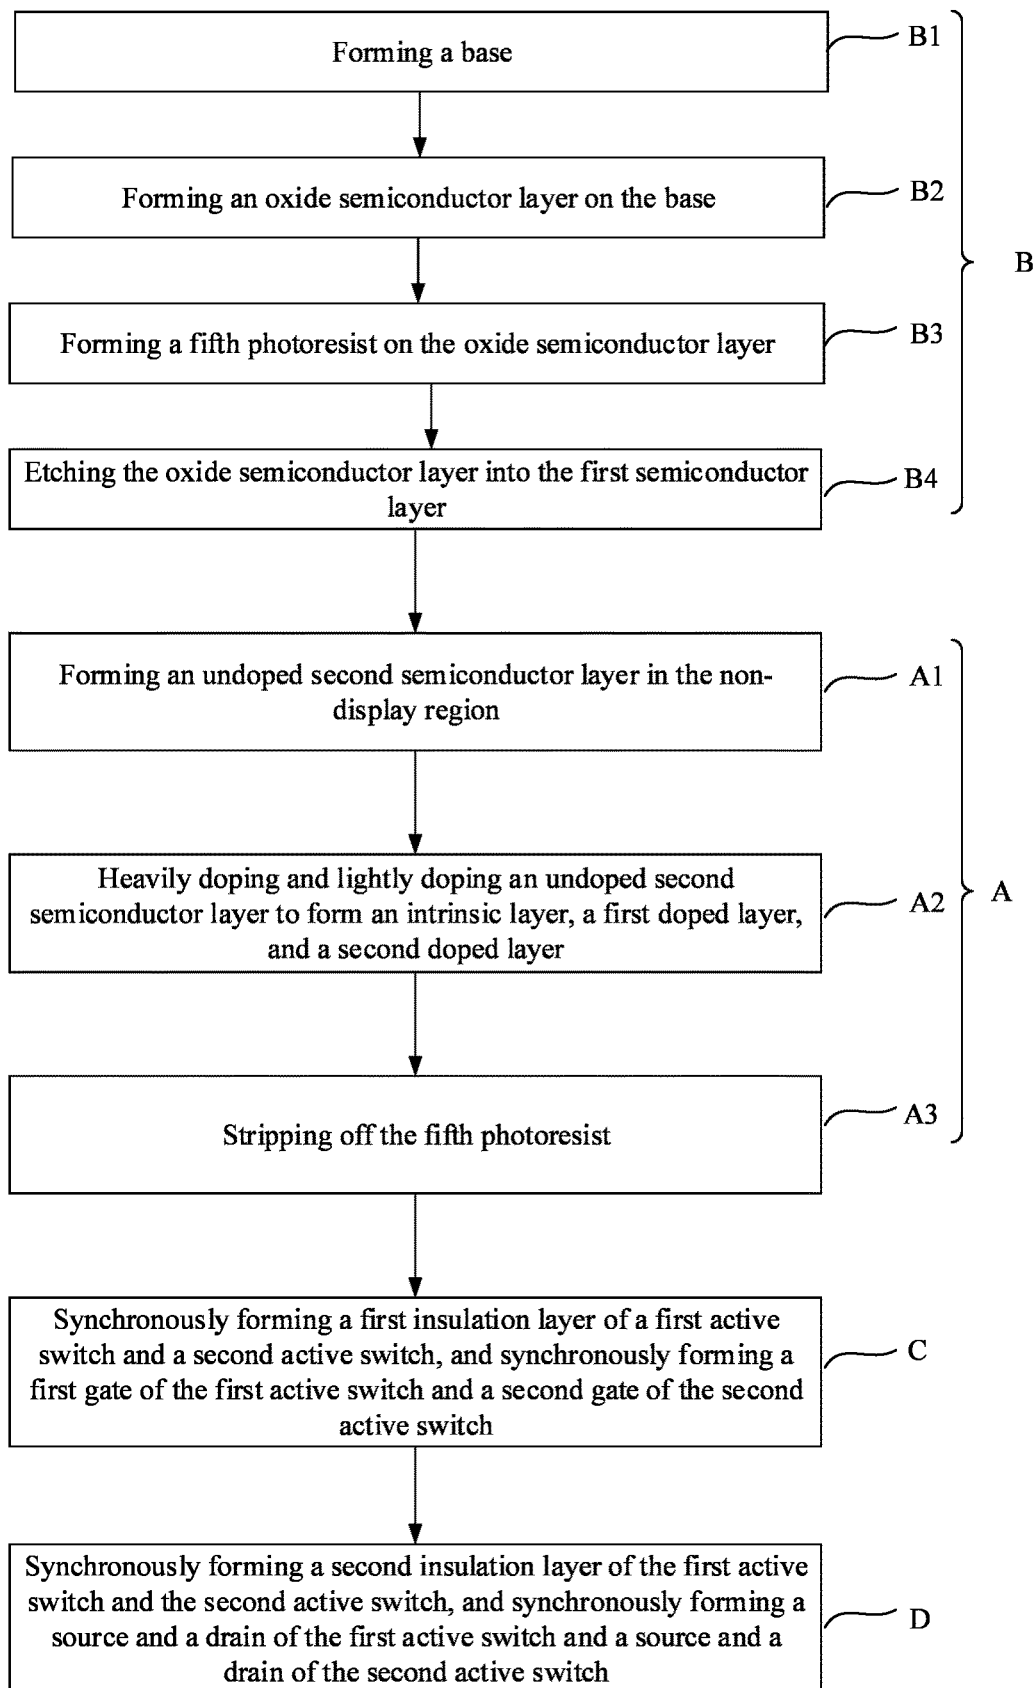 Forming a base
B1
Forming an oxide semiconductor layer on the base
B2
B
Forming a fifth photoresist on the oxide semiconductor layer
B3
Etching the oxide semiconductor layer into the first semiconductor
layer
B4
Forming an undoped second semiconductor layer in the non-
display region
A1
Heavily doping and lightly doping an undoped second
semiconductor layer to form an intrinsic layer, a first doped layer,
and a second doped layer
A2
A
Stripping off the fifth photoresist
A3
Synchronously forming a first insulation layer of a first active
switch and a second active switch, and synchronously forming a
first gate of the first active switch and a second gate of the second
active switch
C
Synchronously forming a second insulation layer of the first active
switch and the second active switch, and synchronously forming a
source and a drain of the first active switch and a source and a
drain of the second active switch
D